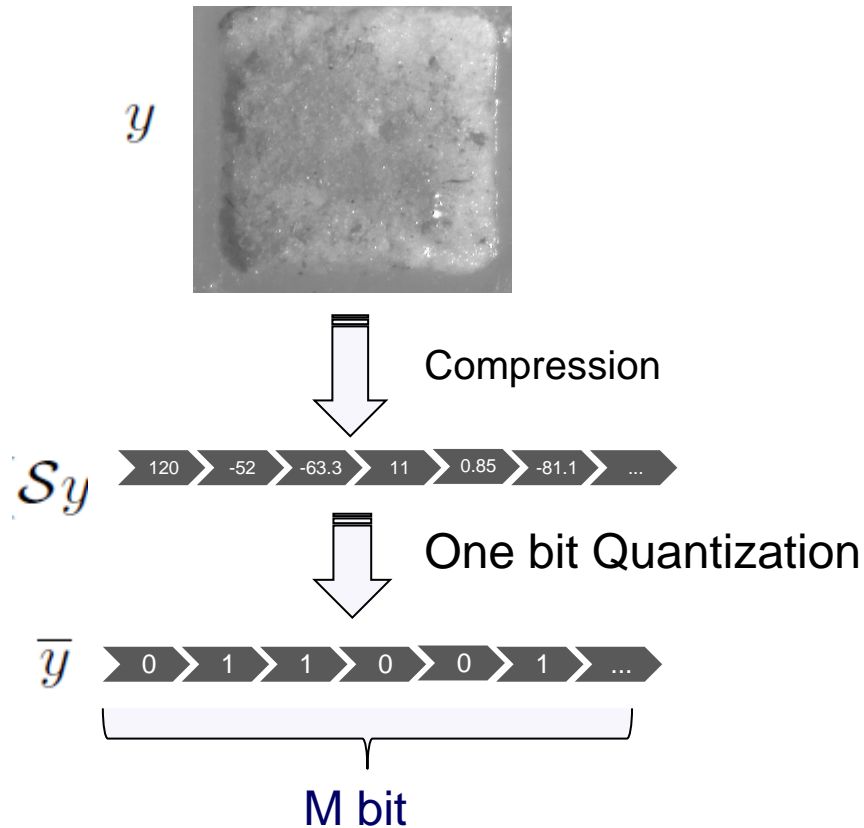 y
Compression
𝒮y 120 -52 -63.3 11 0.85 -81.1 ...
One bit Quantization
y̅ 0 1 1 0 0 1 ...
M bit